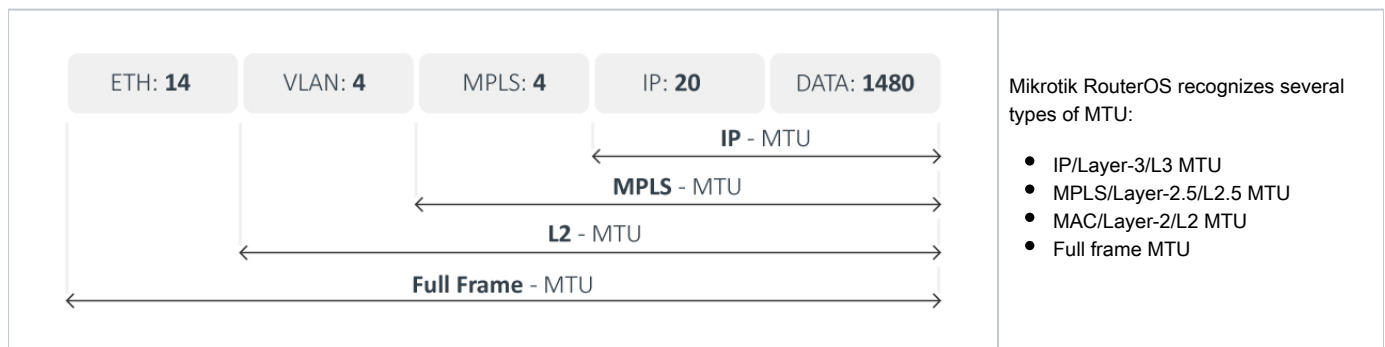 ETH: 14 VLAN: 4 MPLS: 4 IP: 20 DATA: 1480
IP - MTU
MPLS - MTU
L2 - MTU
Full Frame - MTU
Mikrotik RouterOS recognizes several
types of MTU:
• IP/Layer-3/L3 MTU
• MPLS/Layer-2.5/L2.5 MTU
• MAC/Layer-2/L2 MTU
• Full frame MTU